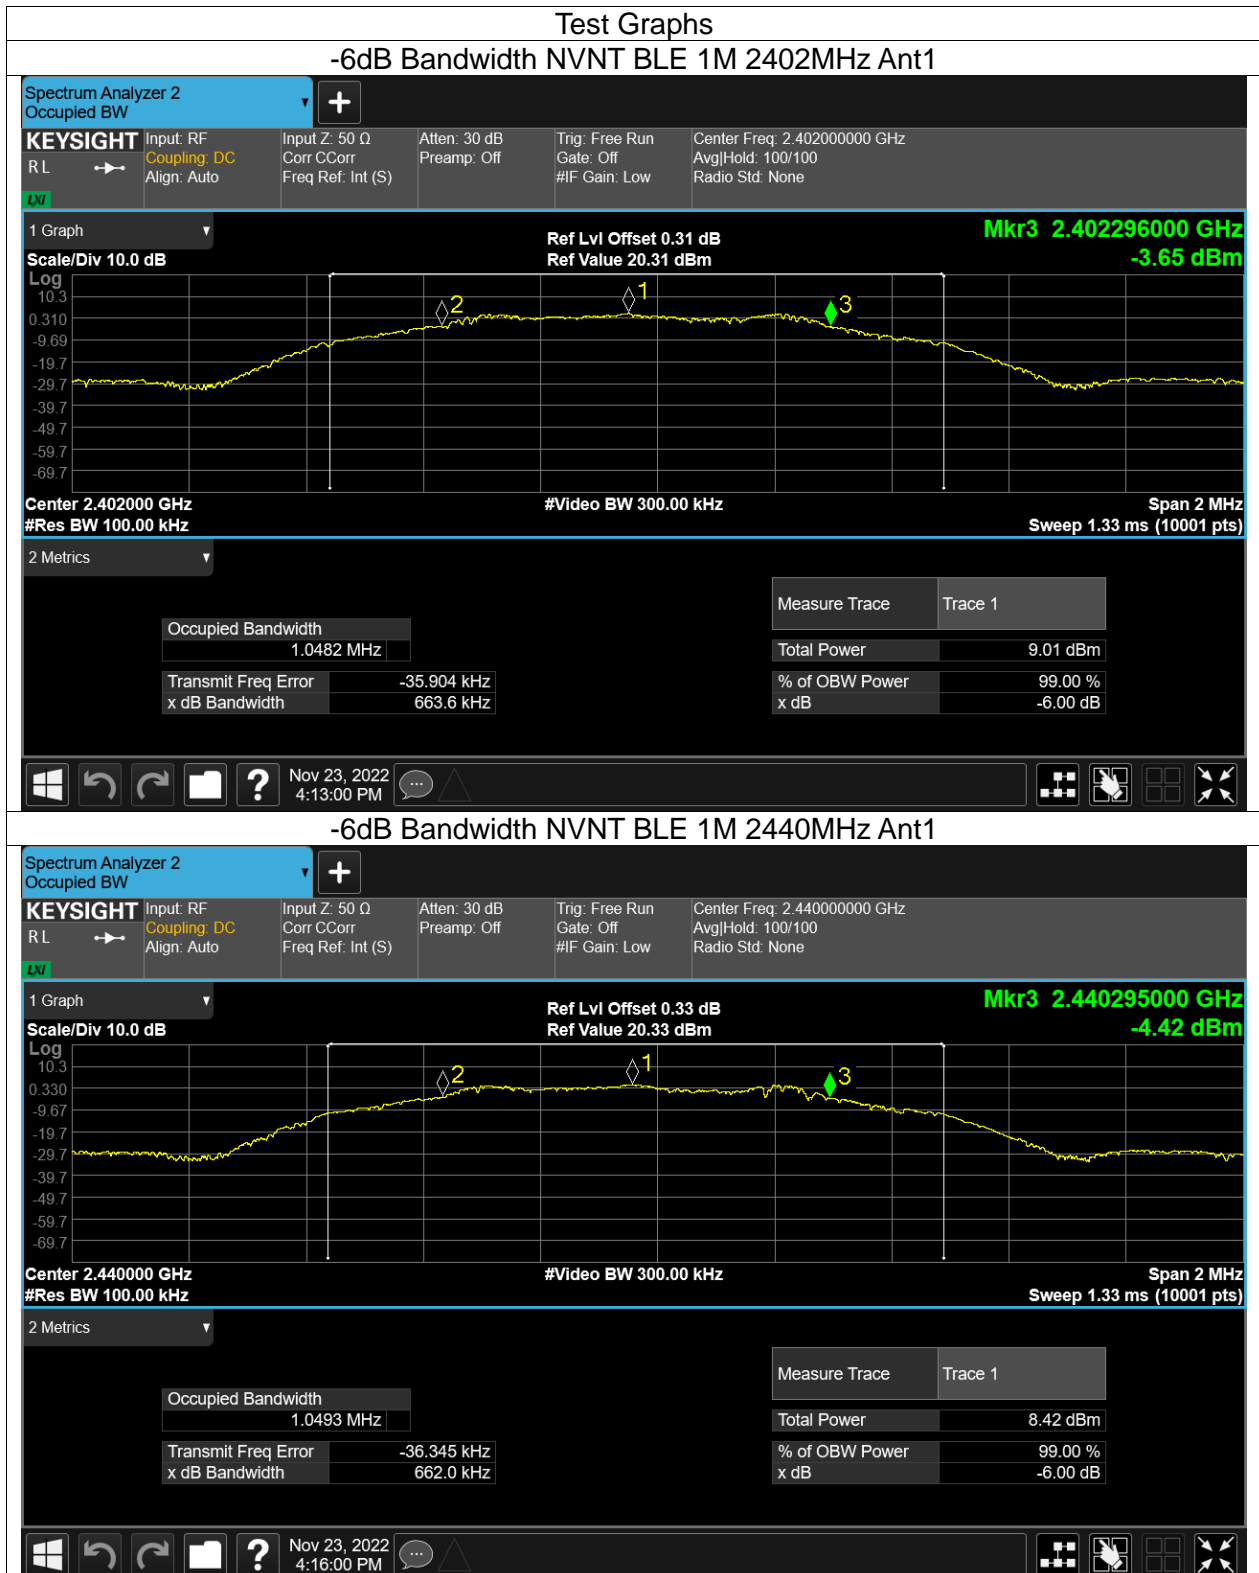 Test Graphs
-6dB Bandwidth NVNT BLE 1M 2402MHz Ant1
Spectrum Analyzer 2
Occupied BW
KEYSIGHT
R L
LXI
Input: RF
Coupling: DC
Align: Auto
Input Z: 50 Ω
Corr CCorr
Freq Ref: Int (S)
Atten: 30 dB
Preamp: Off
Trig: Free Run
Gate: Off
#IF Gain: Low
Center Freq: 2.402000000 GHz
Avg|Hold: 100/100
Radio Std: None
1 Graph
Scale/Div 10.0 dB
Ref Lvl Offset 0.31 dB
Ref Value 20.31 dBm
Mkr3 2.402296000 GHz
-3.65 dBm
Log
10.3
0.310
-9.69
-19.7
-29.7
-39.7
-49.7
-59.7
-69.7
2
1
3
Center 2.402000 GHz
#Res BW 100.00 kHz
#Video BW 300.00 kHz
Span 2 MHz
Sweep 1.33 ms (10001 pts)
2 Metrics
Occupied Bandwidth
1.0482 MHz
Transmit Freq Error -35.904 kHz
x dB Bandwidth 663.6 kHz
Measure Trace Trace 1
Total Power 9.01 dBm
% of OBW Power 99.00 %
x dB -6.00 dB
?
Nov 23, 2022
4:13:00 PM
-6dB Bandwidth NVNT BLE 1M 2440MHz Ant1
Spectrum Analyzer 2
Occupied BW
KEYSIGHT
R L
LXI
Input: RF
Coupling: DC
Align: Auto
Input Z: 50 Ω
Corr CCorr
Freq Ref: Int (S)
Atten: 30 dB
Preamp: Off
Trig: Free Run
Gate: Off
#IF Gain: Low
Center Freq: 2.440000000 GHz
Avg|Hold: 100/100
Radio Std: None
1 Graph
Scale/Div 10.0 dB
Ref Lvl Offset 0.33 dB
Ref Value 20.33 dBm
Mkr3 2.440295000 GHz
-4.42 dBm
Log
10.3
0.330
-9.67
-19.7
-29.7
-39.7
-49.7
-59.7
-69.7
2
1
3
Center 2.440000 GHz
#Res BW 100.00 kHz
#Video BW 300.00 kHz
Span 2 MHz
Sweep 1.33 ms (10001 pts)
2 Metrics
Occupied Bandwidth
1.0493 MHz
Transmit Freq Error -36.345 kHz
x dB Bandwidth 662.0 kHz
Measure Trace Trace 1
Total Power 8.42 dBm
% of OBW Power 99.00 %
x dB -6.00 dB
?
Nov 23, 2022
4:16:00 PM